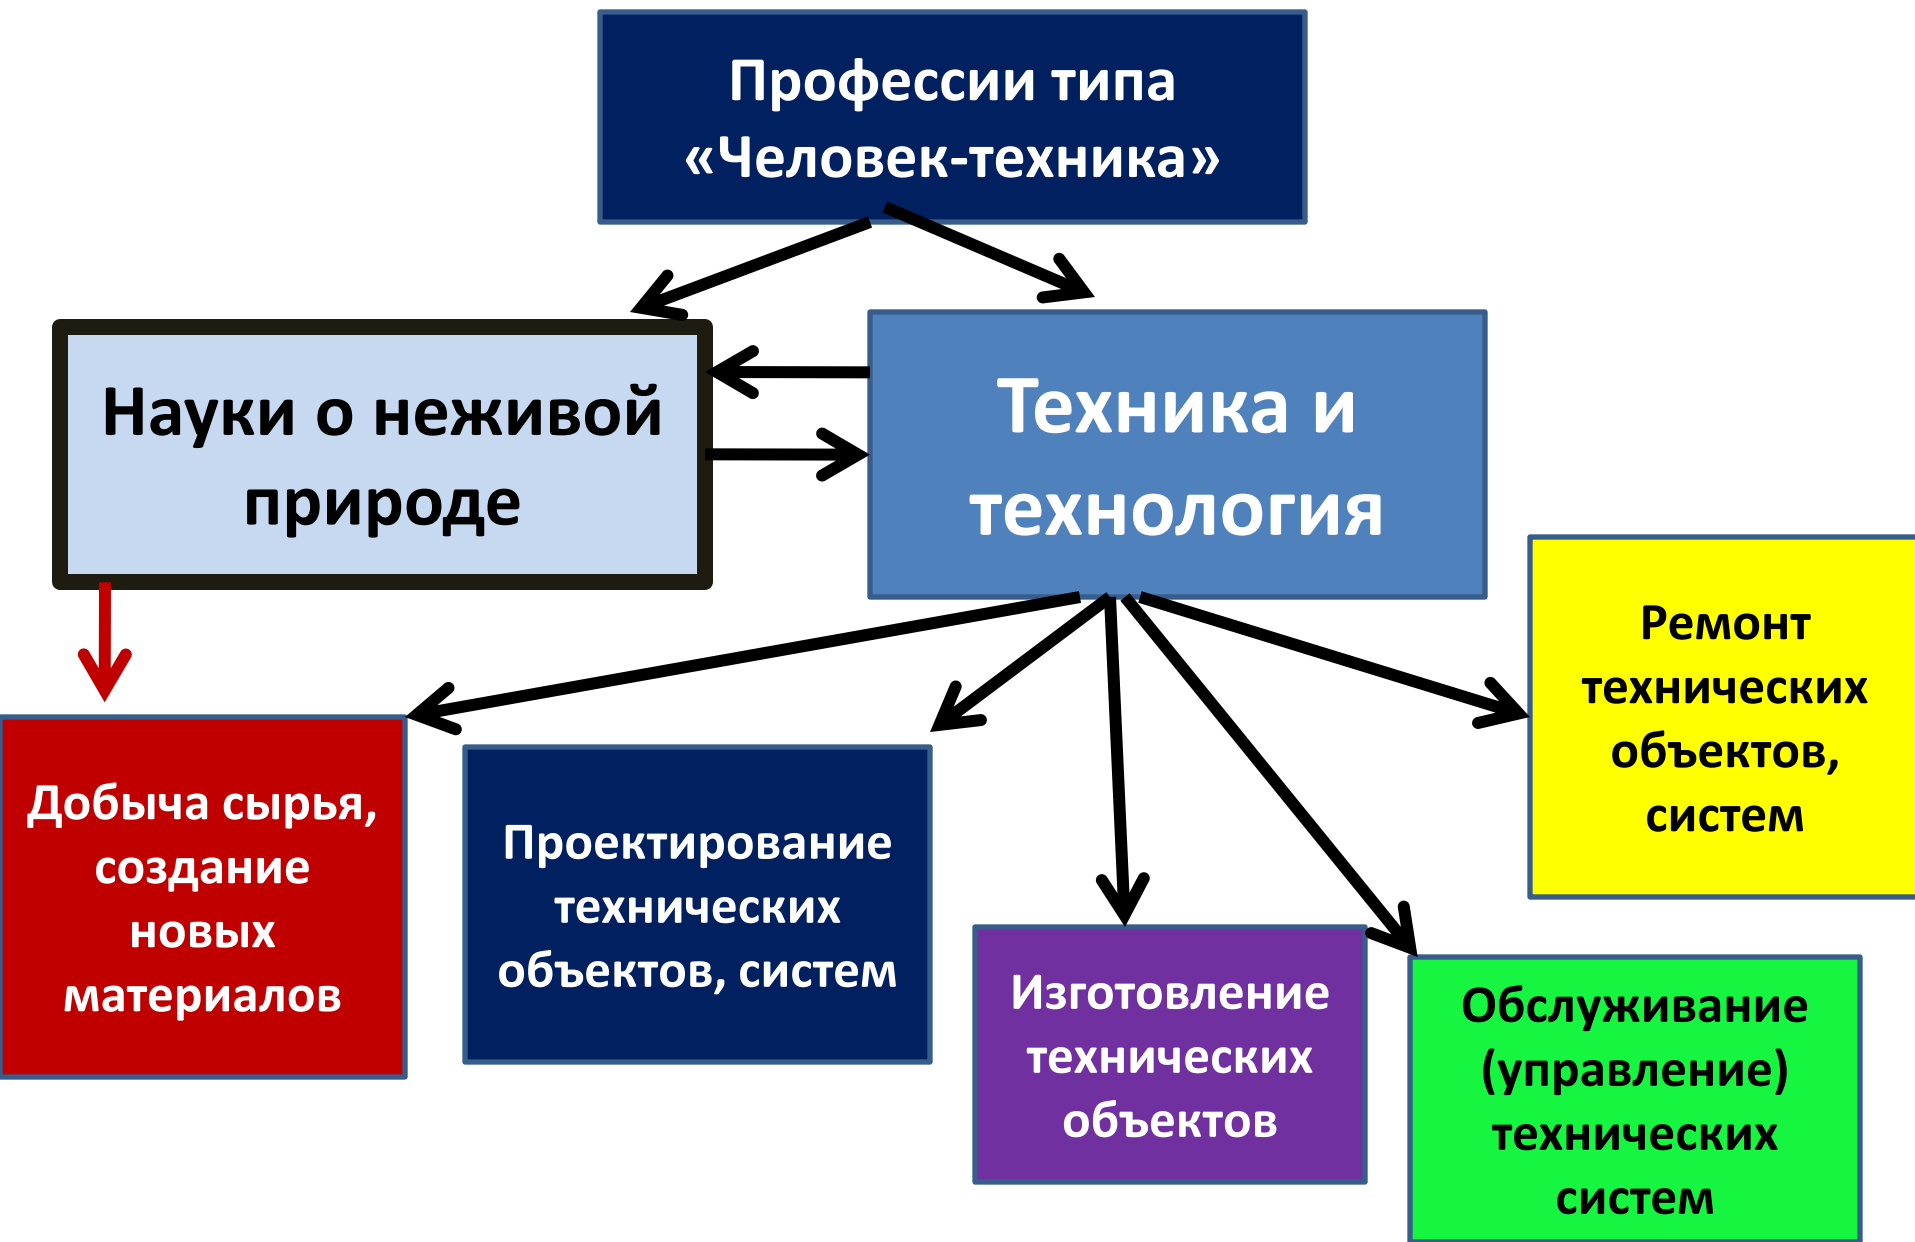 Профессии типа
«Человек-техника»
Науки о неживой
природе
Техника и
технология
Добыча сырья,
создание
новых
материалов
Проектирование
технических
объектов, систем
Изготовление
технических
объектов
Обслуживание
(управление)
технических
систем
Ремонт
технических
объектов,
систем